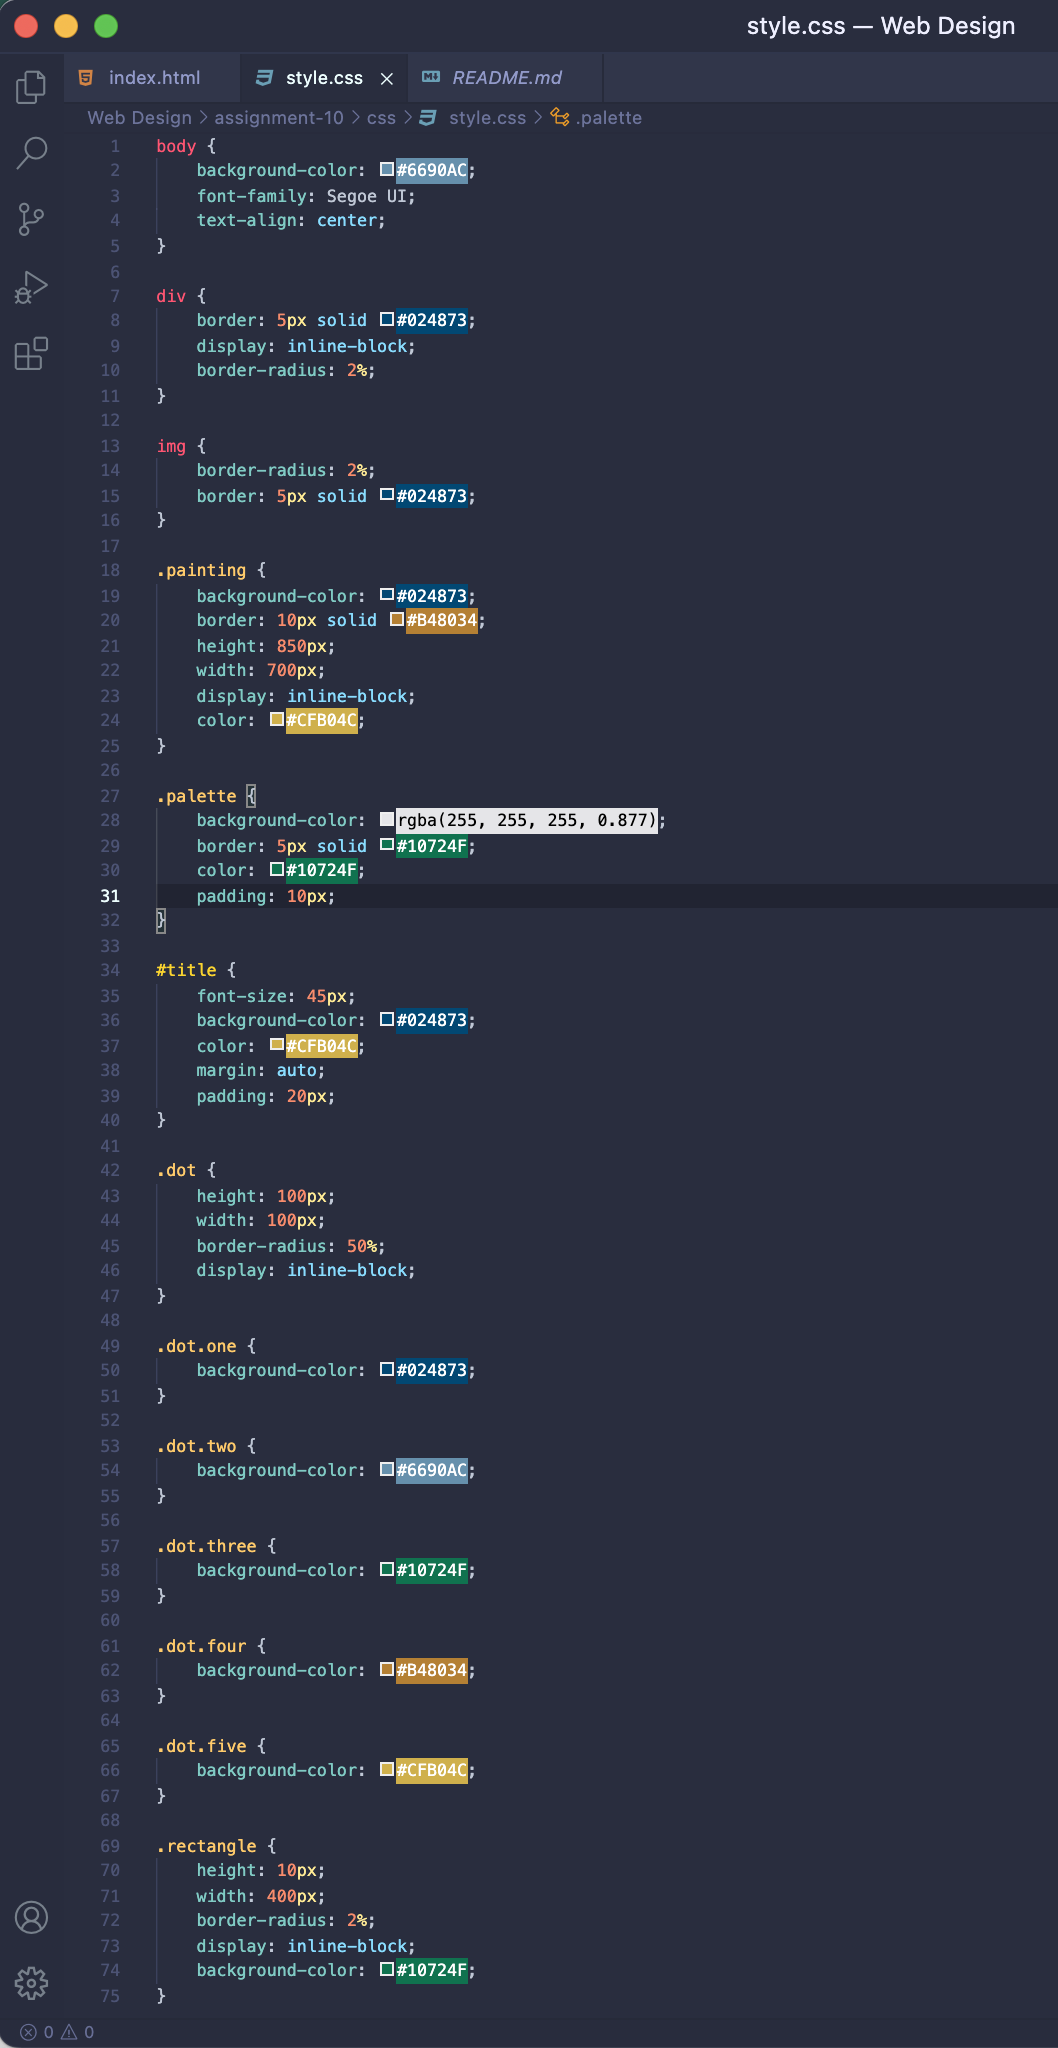 style.css — Web Design
index.html style.css README.md
Web Design > assignment-10 > css > style.css > .palette
1 body {
2     background-color: #6690AC;
3     font-family: Segoe UI;
4     text-align: center;
5 }
6
7 div {
8     border: 5px solid #024873;
9     display: inline-block;
10     border-radius: 2%;
11 }
12
13 img {
14     border-radius: 2%;
15     border: 5px solid #024873;
16 }
17
18 .painting {
19     background-color: #024873;
20     border: 10px solid #B48034;
21     height: 850px;
22     width: 700px;
23     display: inline-block;
24     color: #CFB04C;
25 }
26
27 .palette {
28     background-color: rgba(255, 255, 255, 0.877);
29     border: 5px solid #10724F;
30     color: #10724F;
31     padding: 10px;
32 }
33
34 #title {
35     font-size: 45px;
36     background-color: #024873;
37     color: #CFB04C;
38     margin: auto;
39     padding: 20px;
40 }
41
42 .dot {
43     height: 100px;
44     width: 100px;
45     border-radius: 50%;
46     display: inline-block;
47 }
48
49 .dot.one {
50     background-color: #024873;
51 }
52
53 .dot.two {
54     background-color: #6690AC;
55 }
56
57 .dot.three {
58     background-color: #10724F;
59 }
60
61 .dot.four {
62     background-color: #B48034;
63 }
64
65 .dot.five {
66     background-color: #CFB04C;
67 }
68
69 .rectangle {
70     height: 10px;
71     width: 400px;
72     border-radius: 2%;
73     display: inline-block;
74     background-color: #10724F;
75 }
0 0